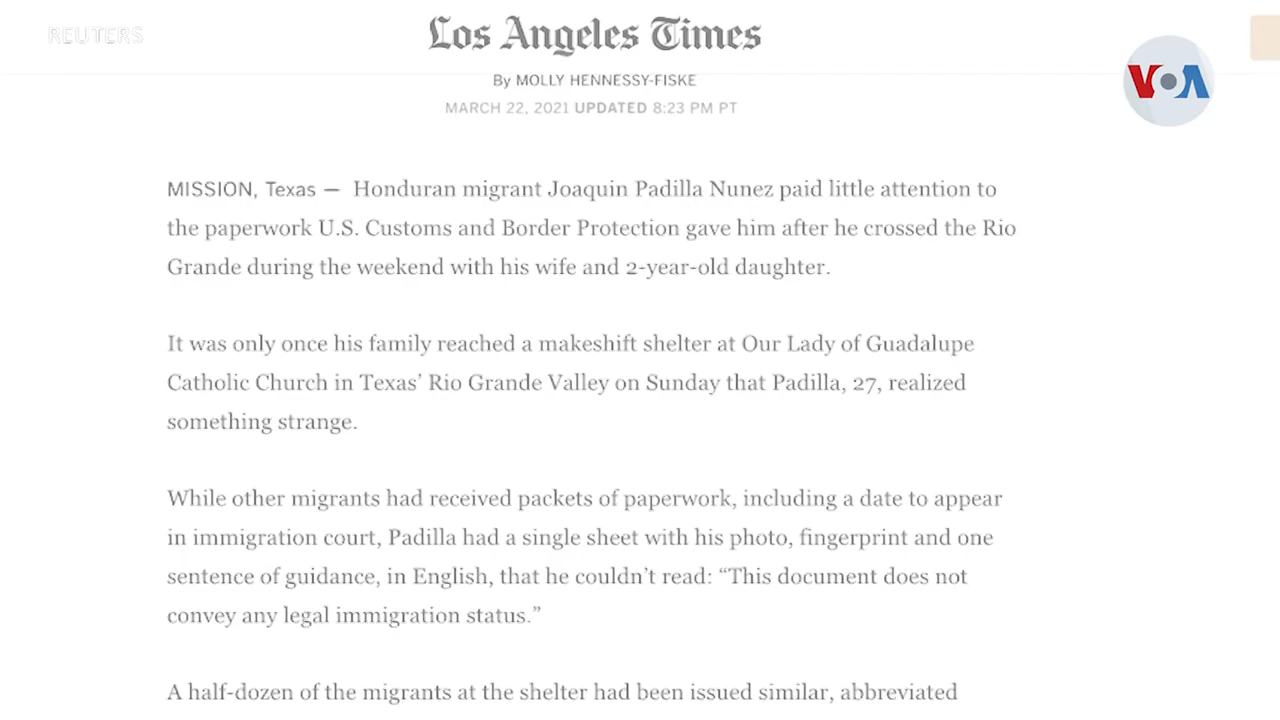 REUTERS
Los Angeles Times
VOA
By MOLLY HENNESSY-FISKE
MARCH 22, 2021 UPDATED 8:23 PM PT
MISSION, Texas — Honduran migrant Joaquin Padilla Nunez paid little attention to
the paperwork U.S. Customs and Border Protection gave him after he crossed the Rio
Grande during the weekend with his wife and 2-year-old daughter.
It was only once his family reached a makeshift shelter at Our Lady of Guadalupe
Catholic Church in Texas’ Rio Grande Valley on Sunday that Padilla, 27, realized
something strange.
While other migrants had received packets of paperwork, including a date to appear
in immigration court, Padilla had a single sheet with his photo, fingerprint and one
sentence of guidance, in English, that he couldn’t read: “This document does not
convey any legal immigration status.”
A half-dozen of the migrants at the shelter had been issued similar, abbreviated